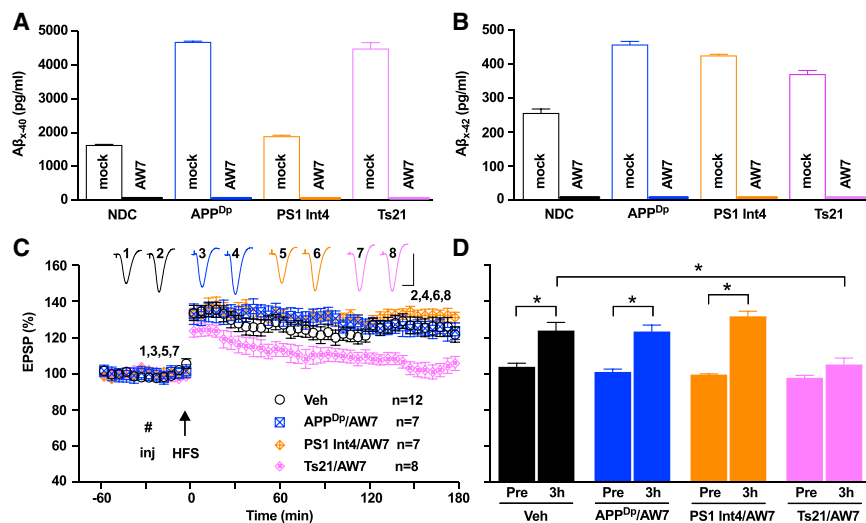 A
Aβx-40 (pg/ml)
5000
4000
3000
2000
1000
0
mock
AW7
mock
AW7
mock
AW7
mock
AW7
NDC
APPDp
PS1 Int4
Ts21
B
Aβx-42 (pg/ml)
500
400
300
200
100
0
mock
AW7
mock
AW7
mock
AW7
mock
AW7
NDC
APPDp
PS1 Int4
Ts21
C
1 2 3 4 5 6 7 8
EPSP (%)
160
140
120
100
80
60
40
2,4,6,8
1,3,5,7
#
inj
HFS
Veh n=12
APPDp/AW7 n=7
PS1 Int4/AW7 n=7
Ts21/AW7 n=8
-60 0 60 120 180
Time (min)
D
*
* * *
Pre 3h Pre 3h Pre 3h Pre 3h
Veh APPDp/AW7 PS1 Int4/AW7 Ts21/AW7